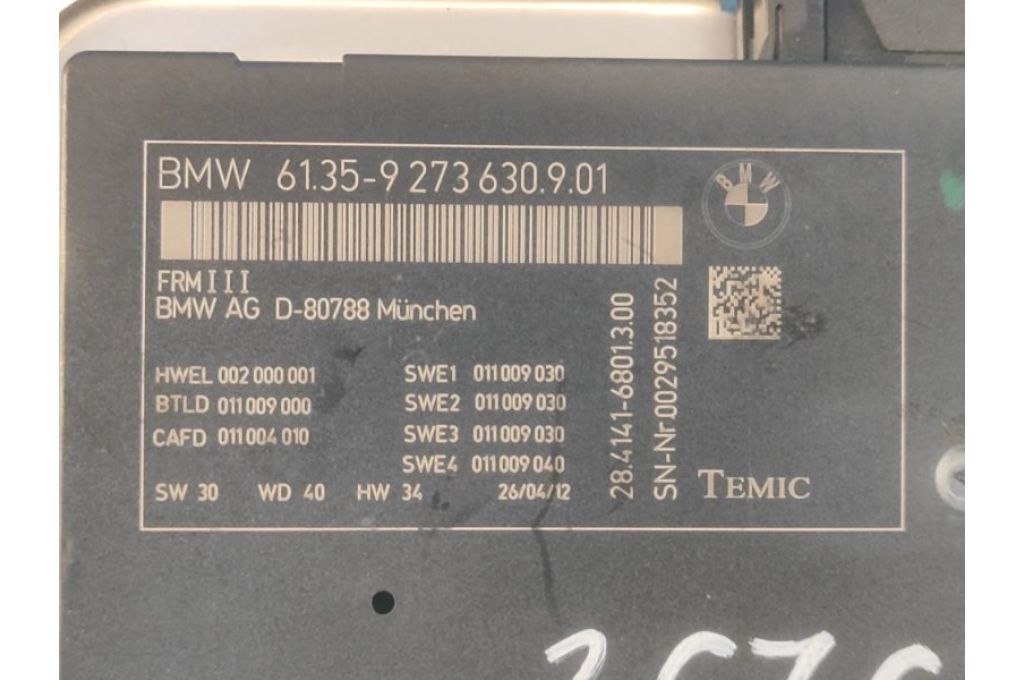 BMW 61.35-9 273 630.9.01
BMW
FRM III
BMW AG D-80788 München
HWEL 002 000 001
BTLD 011 009 000
CAFD 011 004 010
SWE1 011 009 030
SWE2 011 009 030
SWE3 011 009 030
SWE4 011 009 040
SW 30 WD 40 HW 34 26/04/12
28.4141-6801.3.00
SN-Nr.0029518352
TEMIC